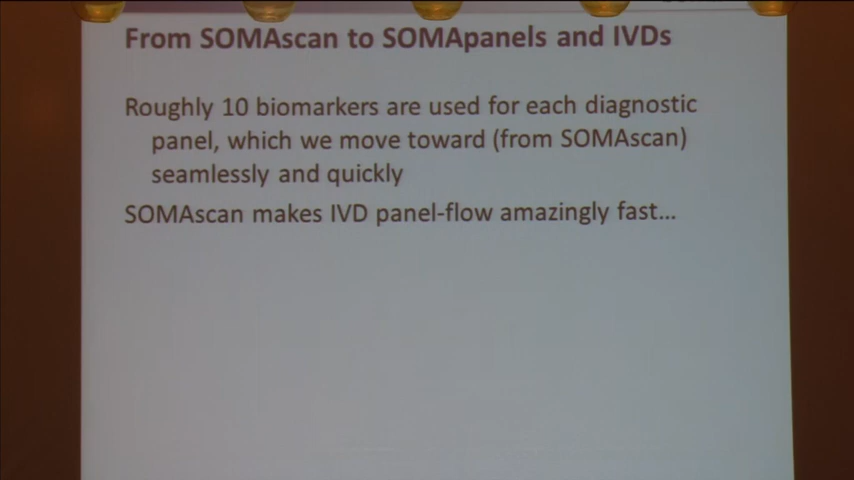 From SOMAscan to SOMApanels and IVDs
Roughly 10 biomarkers are used for each diagnostic
panel, which we move toward (from SOMAscan)
seamlessly and quickly
SOMAscan makes IVD panel-flow amazingly fast...